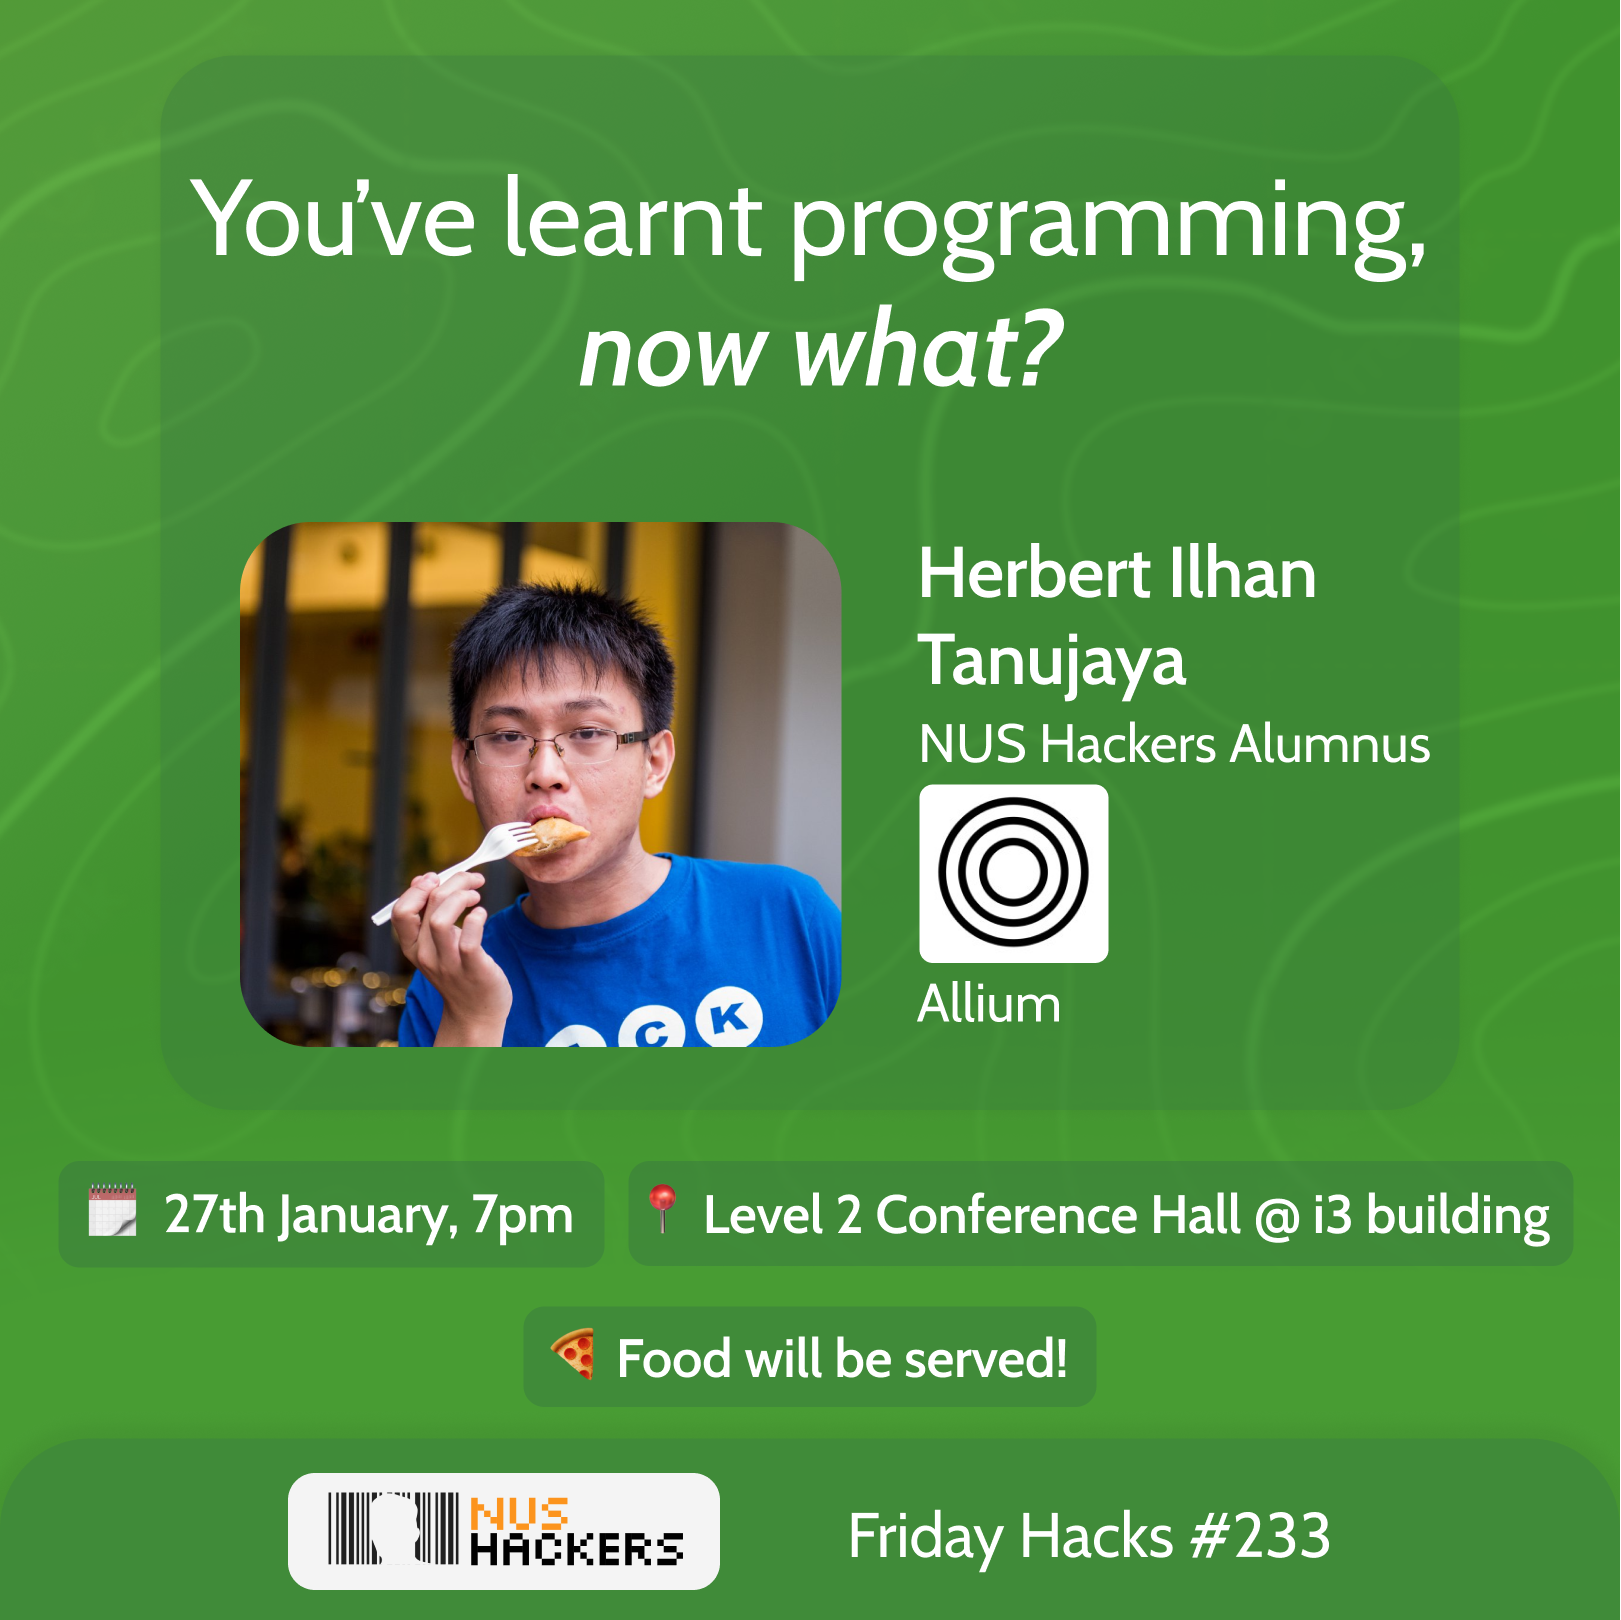 You’ve learnt programming,
now what?
Herbert Ilhan
Tanujaya
NUS Hackers Alumnus
Allium
CK
27th January, 7pm
Level 2 Conference Hall @ i3 building
Food will be served!
NUS
HACKERS
Friday Hacks #233